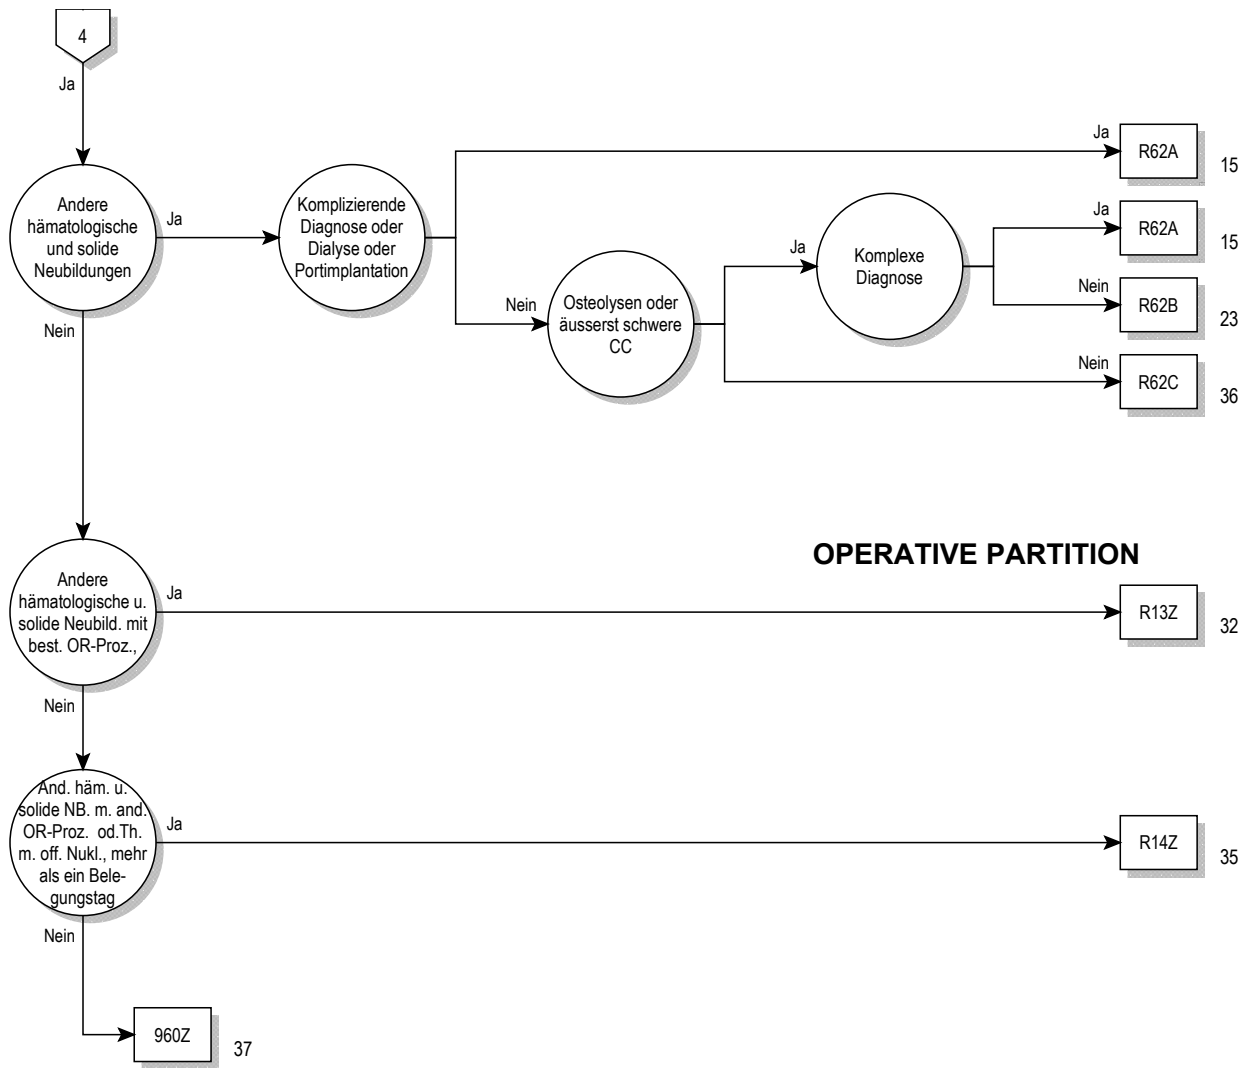 4
Ja
Andere
hämatologische
und solide
Neubildungen
Ja
Komplizierende
Diagnose oder
Dialyse oder
Portimplantation
Ja
R62A
15
Nein
Osteolysen oder
äusserst schwere
CC
Ja
Komplexe
Diagnose
Ja
R62A
15
Nein
R62B
23
Nein
R62C
36
Nein
OPERATIVE PARTITION
Andere
hämatologische u.
solide Neubild. mit
best. OR-Proz.,
Ja
R13Z
32
Nein
And. häm. u.
solide NB. m. and.
OR-Proz. od.Th.
m. off. Nukl., mehr
als ein Bele-
gungstag
Ja
R14Z
35
Nein
960Z
37